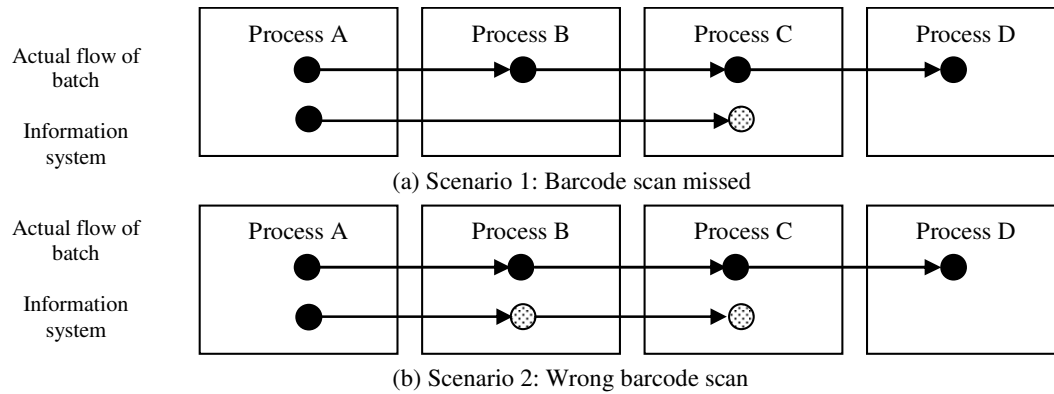 Process A Process B Process C Process D
Actual flow of
batch
Information
system
(a) Scenario 1: Barcode scan missed
Process A Process B Process C Process D
Actual flow of
batch
Information
system
(b) Scenario 2: Wrong barcode scan